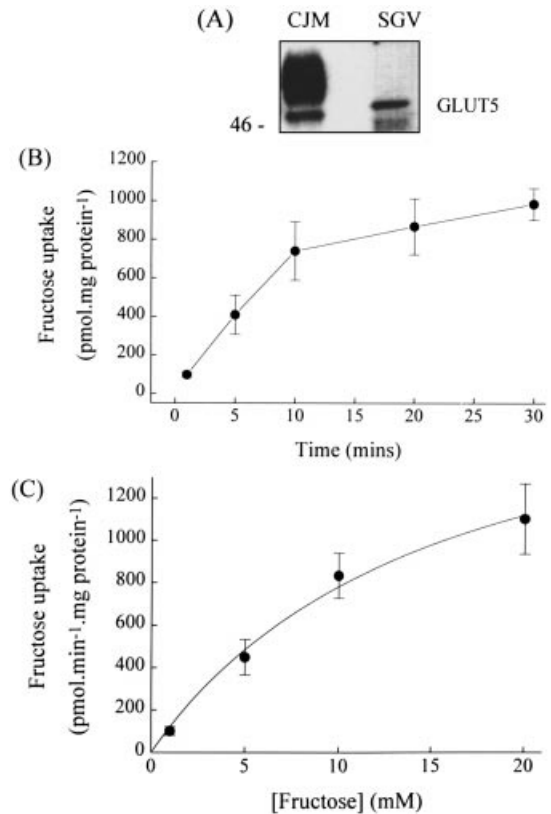 (A)
CJM SGV
GLUT5
46 -
(B)
Fructose uptake
(pmol.mg protein-1)
1200
1000
800
600
400
200
0
0 5 10 15 20 25 30
Time (mins)
(C)
Fructose uptake
(pmol.min-1.mg protein-1)
1200
1000
800
600
400
200
0
0 5 10 15 20
[Fructose] (mM)